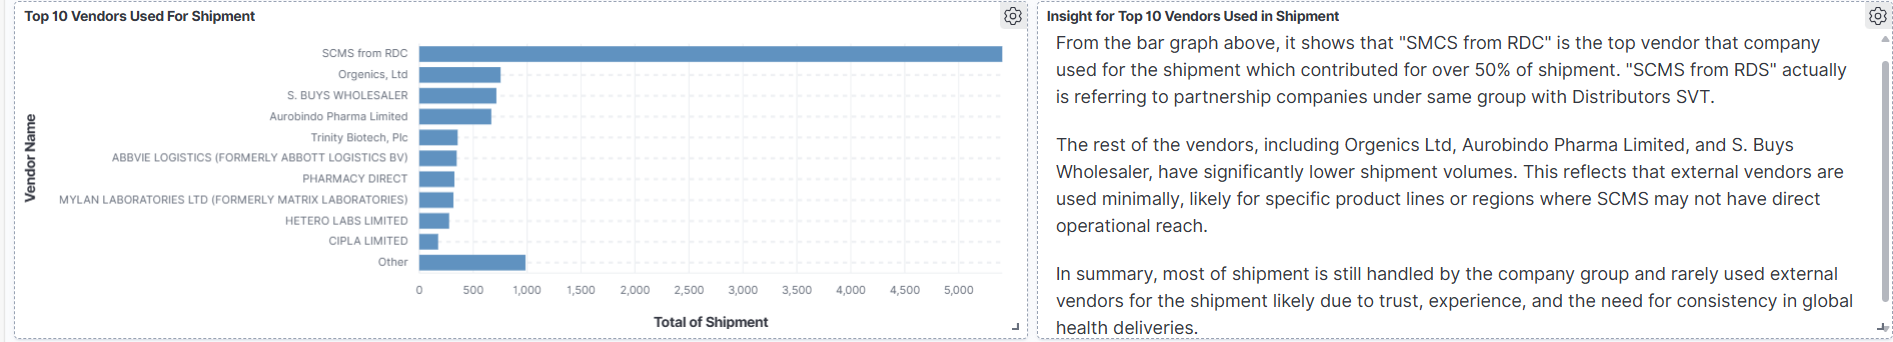 Top 10 Vendors Used For Shipment
Vendor Name
SCMS from RDC
Orgenics, Ltd
S. BUYS WHOLESALER
Aurobindo Pharma Limited
Trinity Biotech, Plc
ABBVIE LOGISTICS (FORMERLY ABBOTT LOGISTICS BV)
PHARMACY DIRECT
MYLAN LABORATORIES LTD (FORMERLY MATRIX LABORATORIES)
HETERO LABS LIMITED
CIPLA LIMITED
Other
0 500 1,000 1,500 2,000 2,500 3,000 3,500 4,000 4,500 5,000
Total of Shipment
Insight for Top 10 Vendors Used in Shipment
From the bar graph above, it shows that "SMCS from RDC" is the top vendor that company
used for the shipment which contributed for over 50% of shipment. "SCMS from RDS" actually
is referring to partnership companies under same group with Distributors SVT.
The rest of the vendors, including Orgenics Ltd, Aurobindo Pharma Limited, and S. Buys
Wholesaler, have significantly lower shipment volumes. This reflects that external vendors are
used minimally, likely for specific product lines or regions where SCMS may not have direct
operational reach.
In summary, most of shipment is still handled by the company group and rarely used external
vendors for the shipment likely due to trust, experience, and the need for consistency in global
health deliveries.